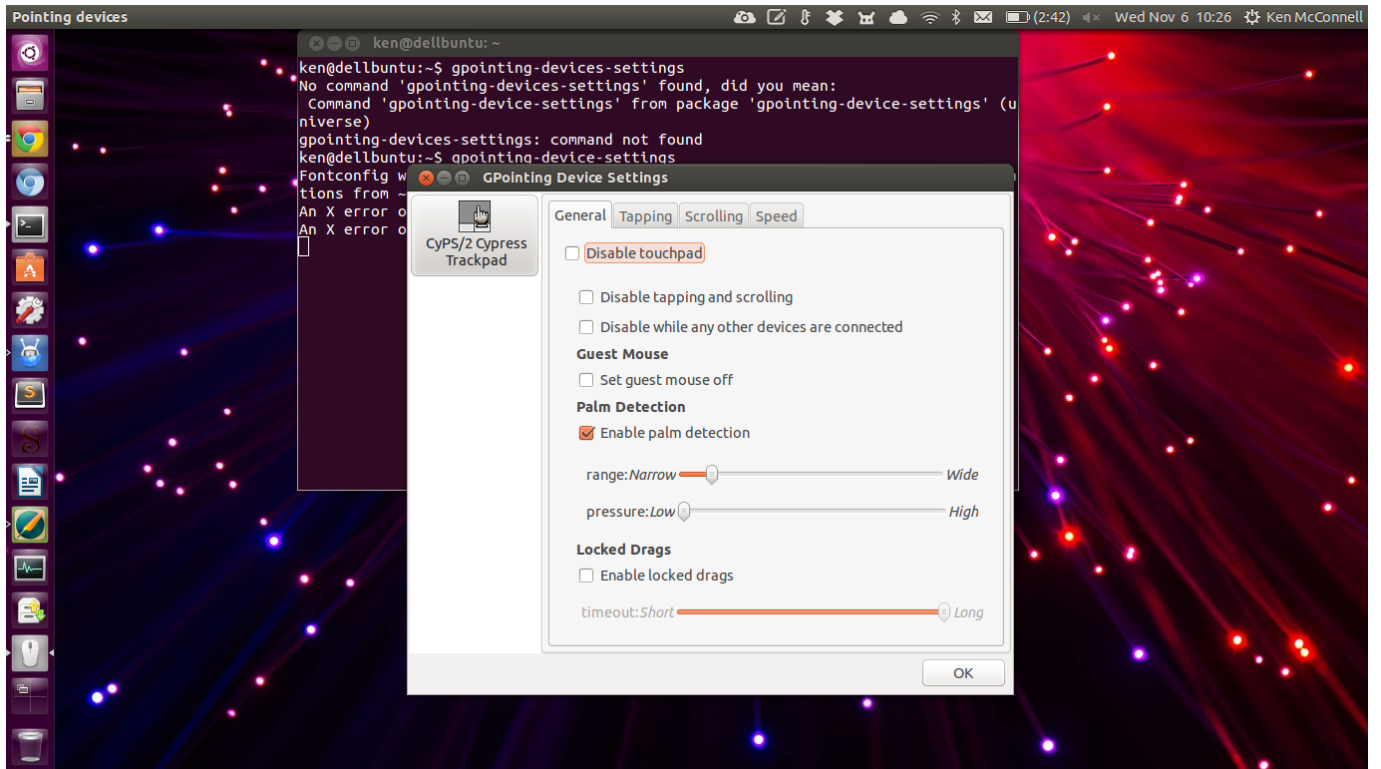 Pointing devices
(2:42)
Wed Nov 6 10:26
Ken McConnell
ken@dellbuntu: ~
ken@dellbuntu:~$ gpointing-devices-settings
No command 'gpointing-devices-settings' found, did you mean:
Command 'gpointing-device-settings' from package 'gpointing-device-settings' (u
niverse)
gpointing-devices-settings: command not found
ken@dellbuntu:~$ gpointing-device-settings
Fontconfig w
tions from ~
An X error o
An X error o
GPointing Device Settings
CyPS/2 Cypress
Trackpad
General Tapping Scrolling Speed
Disable touchpad
Disable tapping and scrolling
Disable while any other devices are connected
Guest Mouse
Set guest mouse off
Palm Detection
Enable palm detection
range: Narrow Wide
pressure: Low High
Locked Drags
Enable locked drags
timeout: Short Long
OK